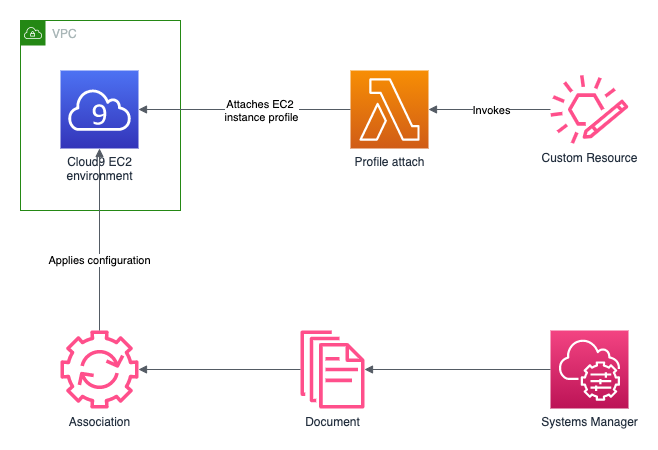 VPC
9
Attaches EC2
instance profile
Invokes
Cloud9 EC2
environment
Profile attach
Custom Resource
Applies configuration
Association
Document
Systems Manager